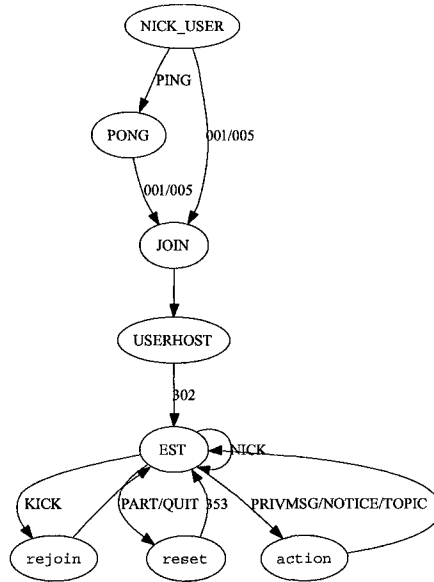 NICK_USER
PING
PONG
001/005
001/005
JOIN
USERHOST
302
EST
NICK
KICK
PART/QUIT
353
PRIVMSG/NOTICE/TOPIC
rejoin
reset
action